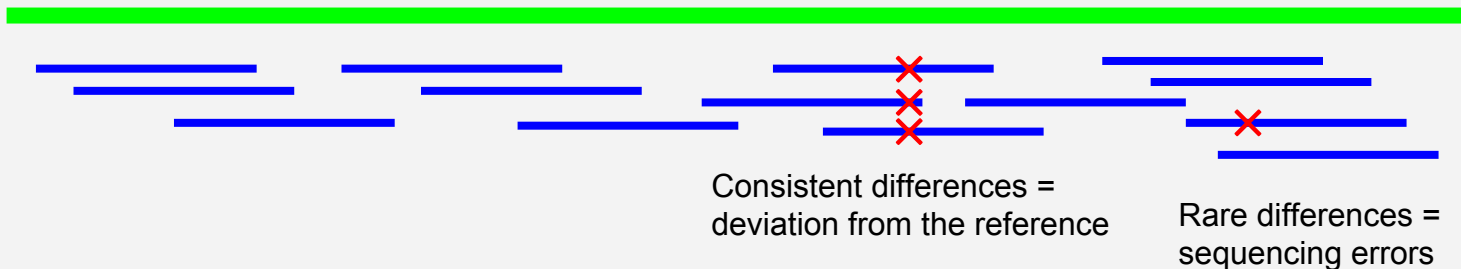 Consistent differences =
deviation from the reference
Rare differences =
sequencing errors